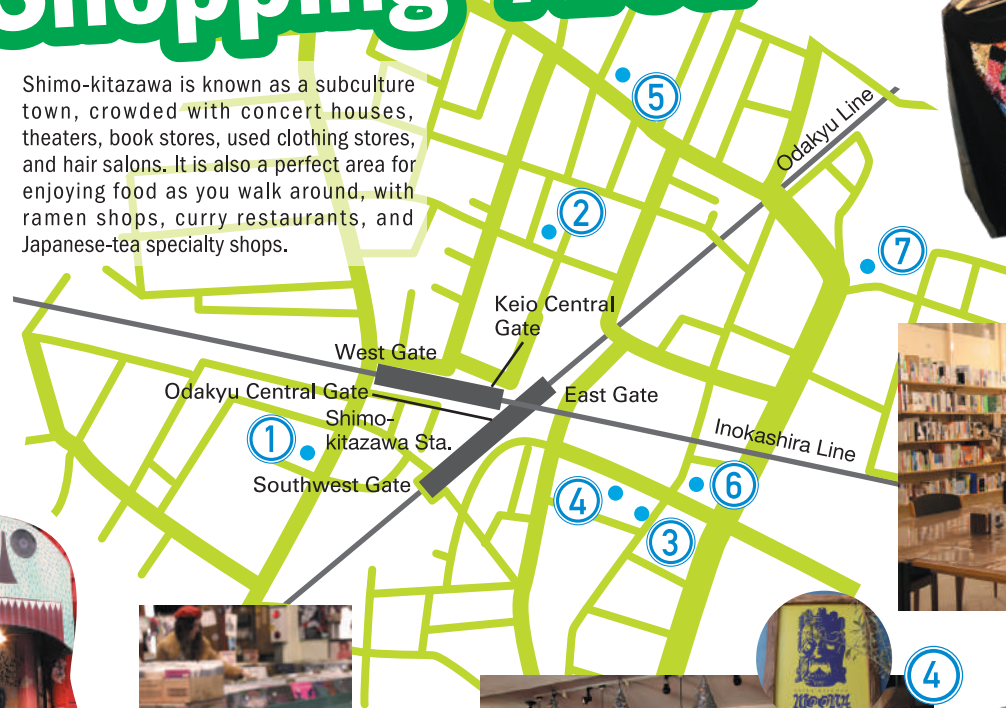 Shopping
Shimo-kitazawa is known as a subculture
town, crowded with concert houses,
theaters, book stores, used clothing stores,
and hair salons. It is also a perfect area for
enjoying food as you walk around, with
ramen shops, curry restaurants, and
Japanese-tea specialty shops.
5
Odakyu Line
2
7
Keio Central
Gate
West Gate
Odakyu Central Gate
East Gate
Shimo-
kitazawa Sta.
1
Inokashira Line
Southwest Gate
4
6
3
4